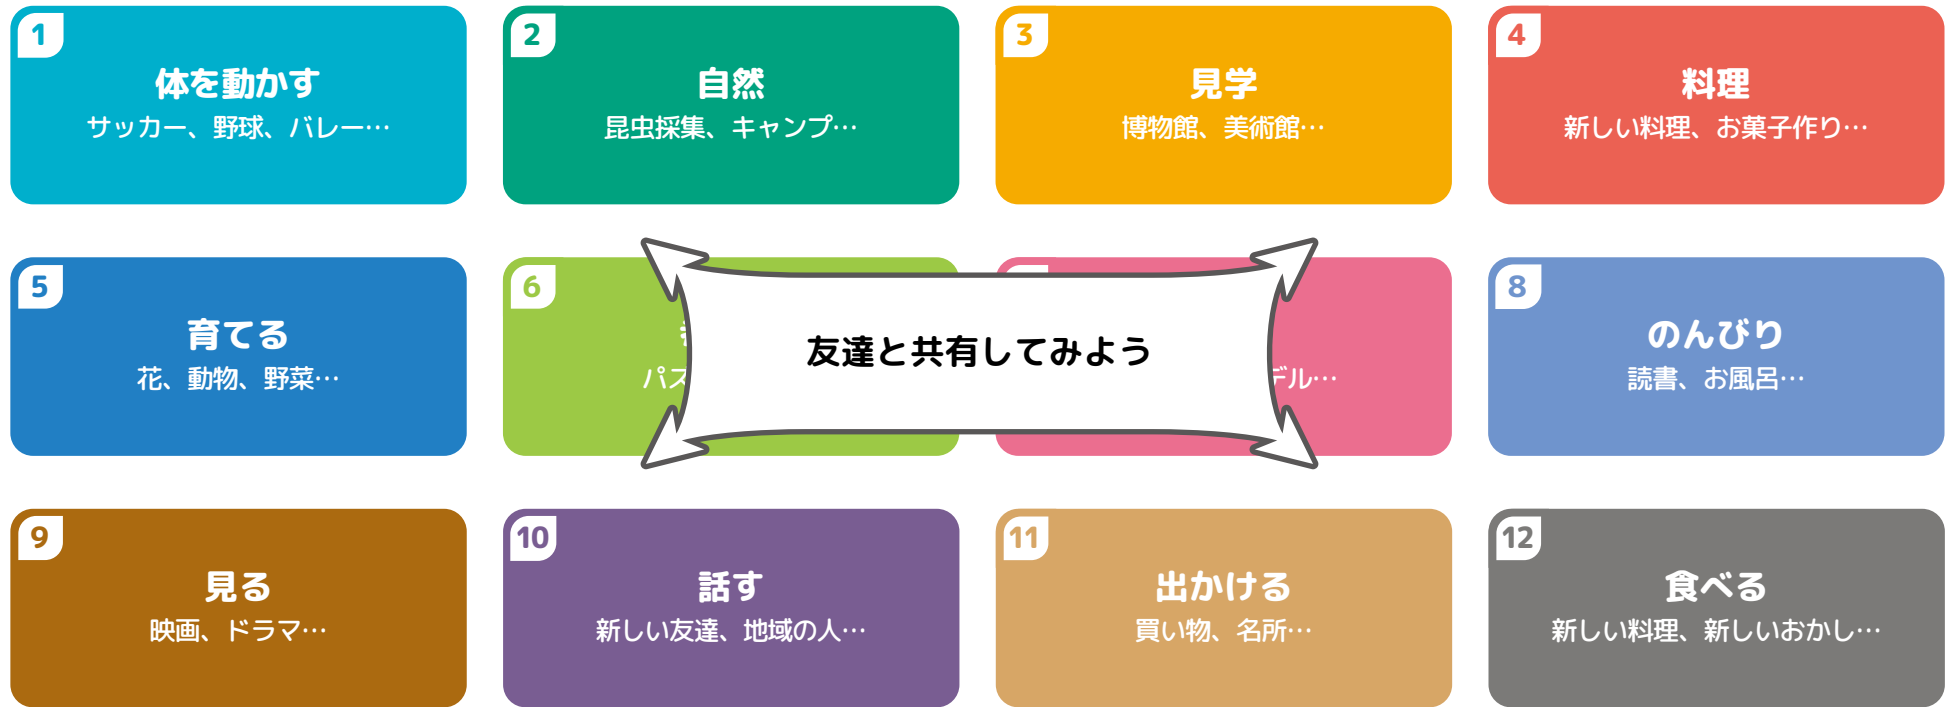 1
体を動かす
サッカー、野球、バレー…
2
自然
昆虫採集、キャンプ…
3
見学
博物館、美術館…
4
料理
新しい料理、お菓子作り…
5
育てる
花、動物、野菜…
6
パズ
友達と共有してみよう
デル…
8
のんびり
読書、お風呂…
9
見る
映画、ドラマ…
10
話す
新しい友達、地域の人…
11
出かける
買い物、名所…
12
食べる
新しい料理、新しいおかし…